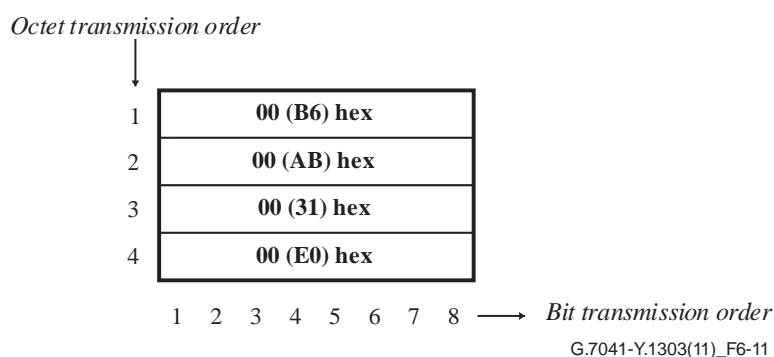 Octet transmission order
1 00 (B6) hex
2 00 (AB) hex
3 00 (31) hex
4 00 (E0) hex
1 2 3 4 5 6 7 8 Bit transmission order
G.7041-Y.1303(11)_F6-11